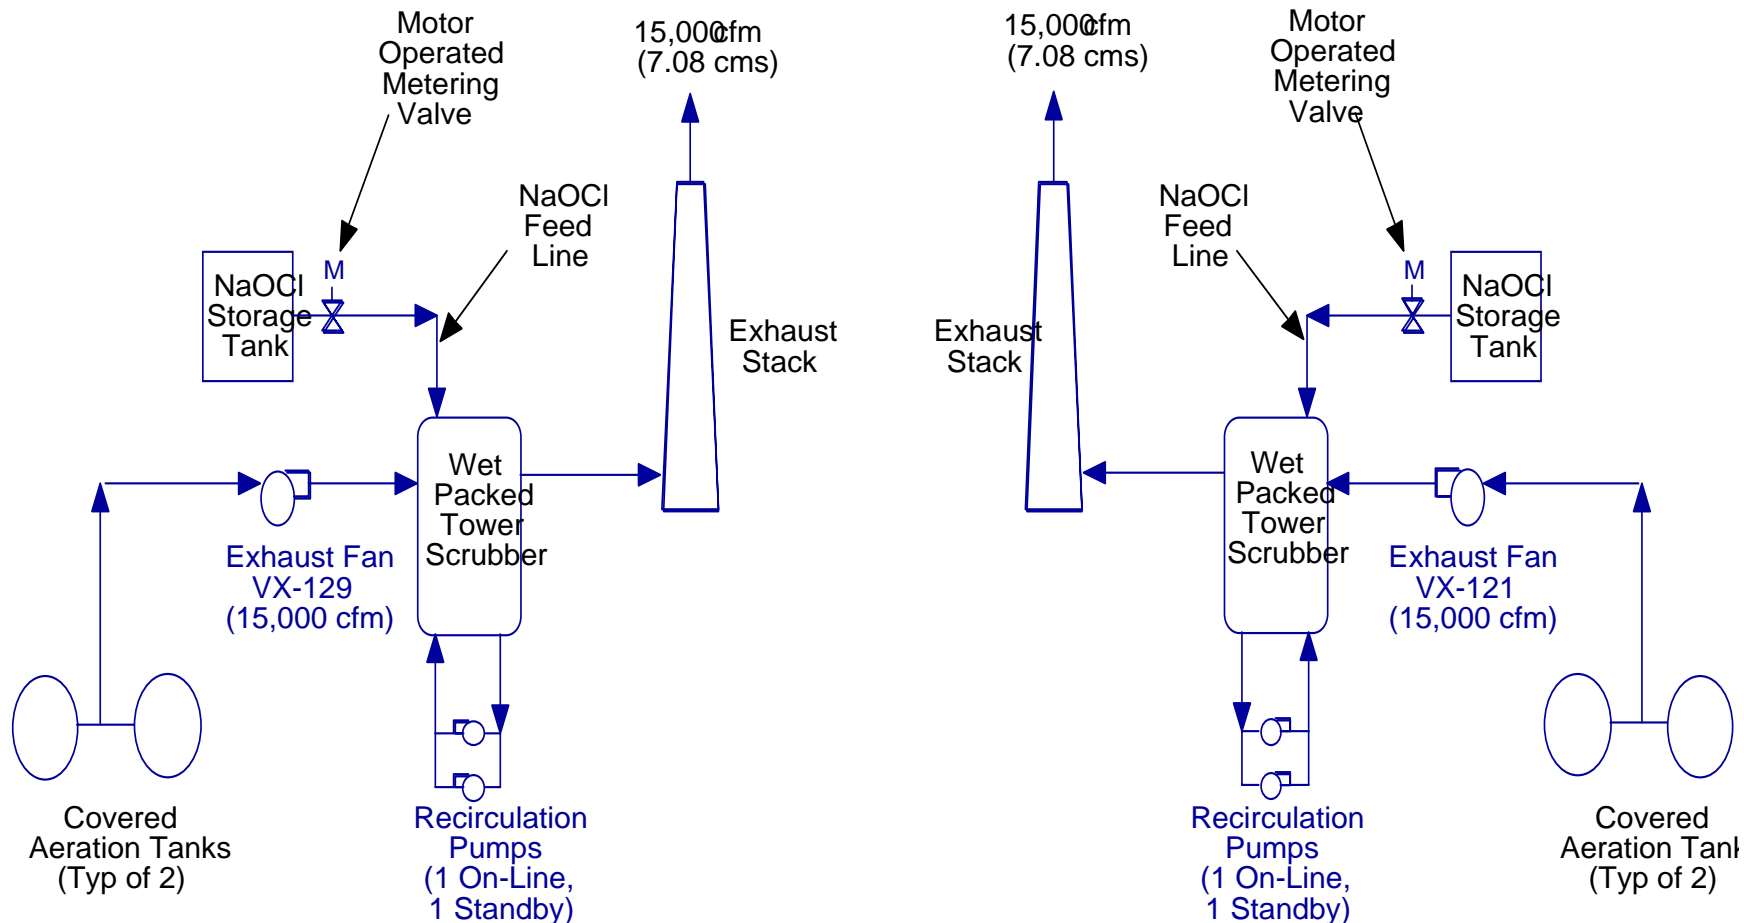 Motor
Operated
Metering
Valve
15,000cfm
(7.08 cms)
15,000cfm
(7.08 cms)
Motor
Operated
Metering
Valve
NaOCl
Feed
Line
NaOCl
Feed
Line
M
NaOCl
Storage
Tank
M
NaOCl
Storage
Tank
Exhaust
Stack
Exhaust
Stack
Wet
Packed
Tower
Scrubber
Wet
Packed
Tower
Scrubber
Exhaust Fan
VX-129
(15,000 cfm)
Exhaust Fan
VX-121
(15,000 cfm)
Covered
Aeration Tanks
(Typ of 2)
Recirculation
Pumps
(1 On-Line,
1 Standby)
Recirculation
Pumps
(1 On-Line,
1 Standby)
Covered
Aeration Tank
(Typ of 2)